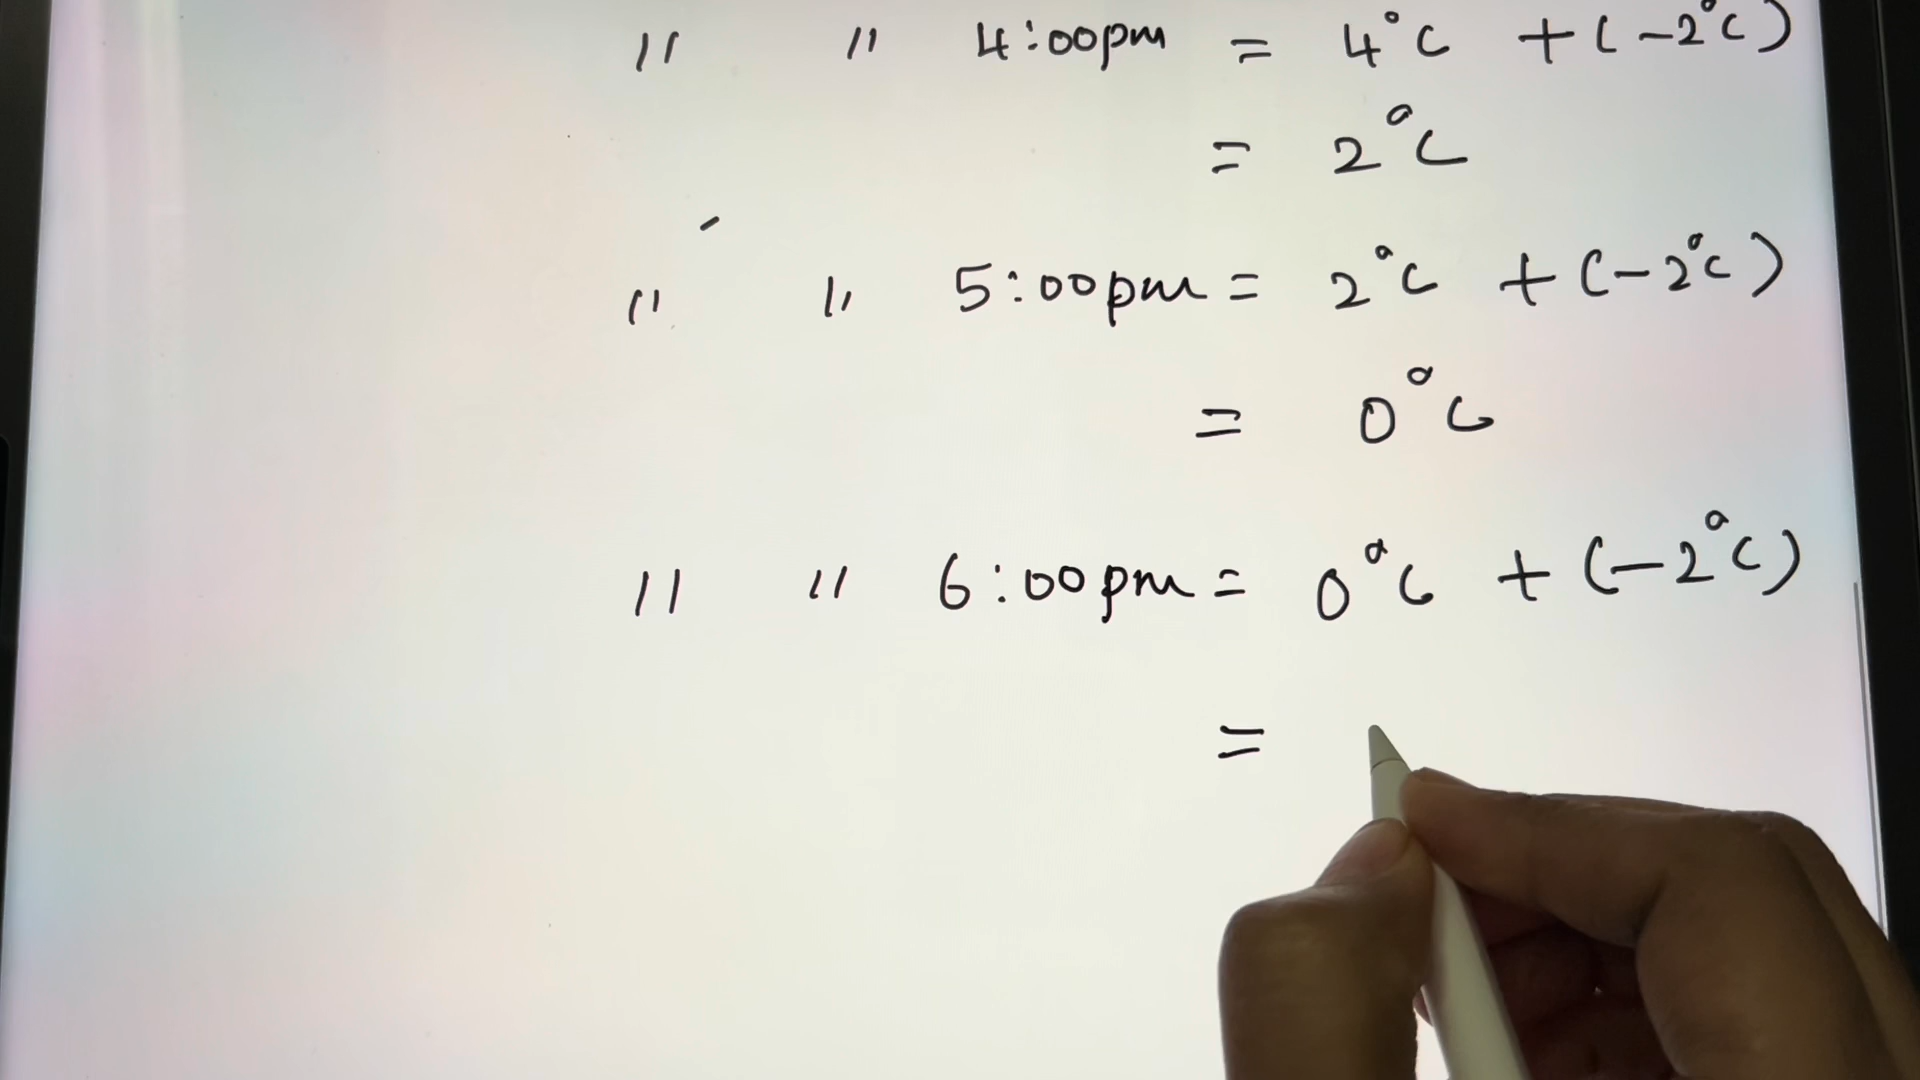 " " 4:00pm = 4°C + (-2°C)
= 2°C
" " 5:00pm = 2°C + (-2°C)
= 0°C
" " 6:00pm = 0°C + (-2°C)
=